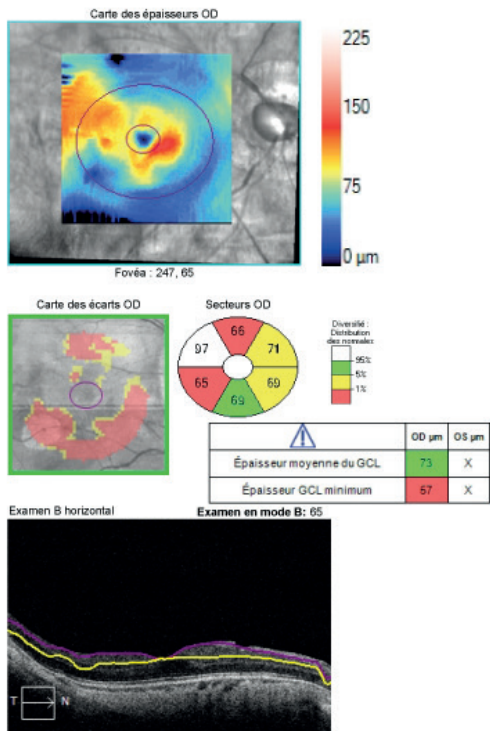 Carte des épaisseurs OD
225
150
75
0 µm
Fovéa : 247, 65
Carte des écarts OD
Secteurs OD
66
97
71
65
69
69
Diversifié :
Distribution
des normales
95%
5%
1%
OD µm
OS µm
Épaisseur moyenne du GCL
73
X
Épaisseur GCL minimum
57
X
Examen B horizontal
Examen en mode B: 65
T
N